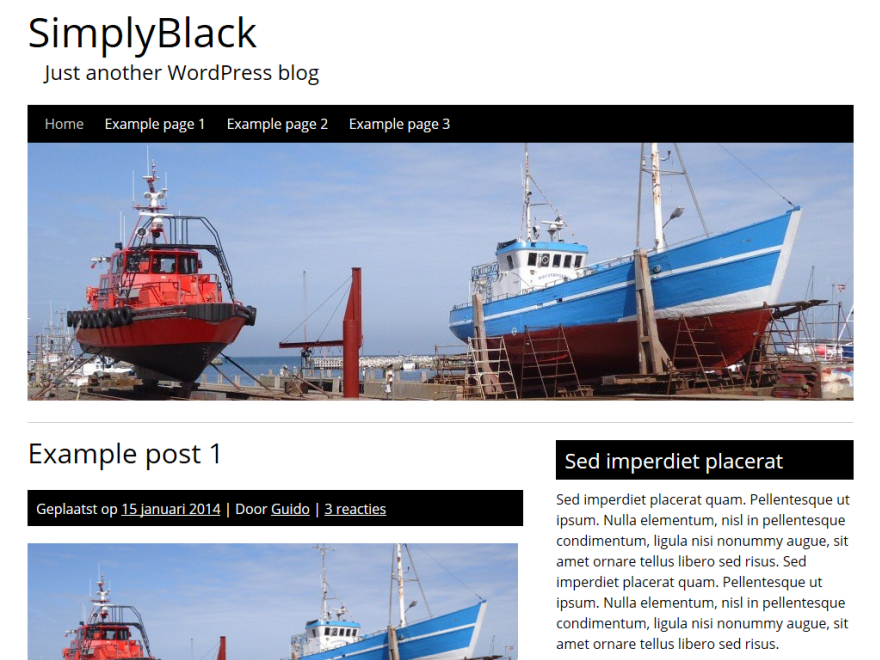 SimplyBlack
Just another WordPress blog
Home Example page 1 Example page 2 Example page 3
Example post 1
Geplaatst op 15 januari 2014 | Door Guido | 3 reacties
Sed imperdiet placerat
Sed imperdiet placerat quam. Pellentesque ut
ipsum. Nulla elementum, nisl in pellentesque
condimentum, ligula nisi nonummy augue, sit
amet ornare tellus libero sed risus. Sed
imperdiet placerat quam. Pellentesque ut
ipsum. Nulla elementum, nisl in pellentesque
condimentum, ligula nisi nonummy augue, sit
amet ornare tellus libero sed risus.